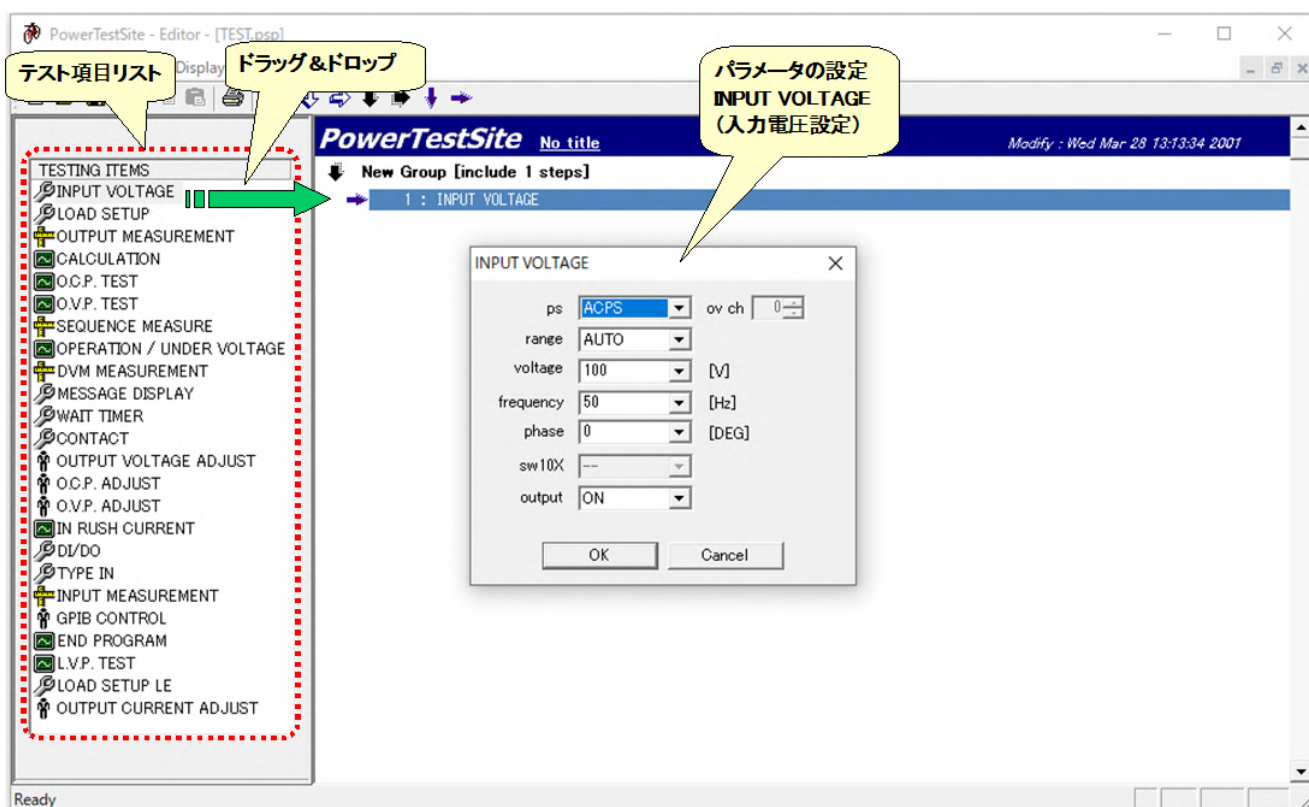 PowerTestSite - Editor - [TEST.psp]
テスト項目リスト
Display
ドラッグ&ドロップ
パラメータの設定
INPUT VOLTAGE
(入力電圧設定)
PowerTestSite No title
Modify : Wed Mar 28 13:13:34 2001
TESTING ITEMS
INPUT VOLTAGE
LOAD SETUP
OUTPUT MEASUREMENT
CALCULATION
O.C.P. TEST
O.V.P. TEST
SEQUENCE MEASURE
OPERATION / UNDER VOLTAGE
DVM MEASUREMENT
MESSAGE DISPLAY
WAIT TIMER
CONTACT
OUTPUT VOLTAGE ADJUST
O.C.P. ADJUST
O.V.P. ADJUST
IN RUSH CURRENT
DI/DO
TYPE IN
INPUT MEASUREMENT
GPIB CONTROL
END PROGRAM
L.V.P. TEST
LOAD SETUP LE
OUTPUT CURRENT ADJUST
New Group [include 1 steps]
1 : INPUT VOLTAGE
INPUT VOLTAGE
ps ACPS ov ch 0
range AUTO
voltage 100 [V]
frequency 50 [Hz]
phase 0 [DEG]
sw10X --
output ON
OK Cancel
Ready